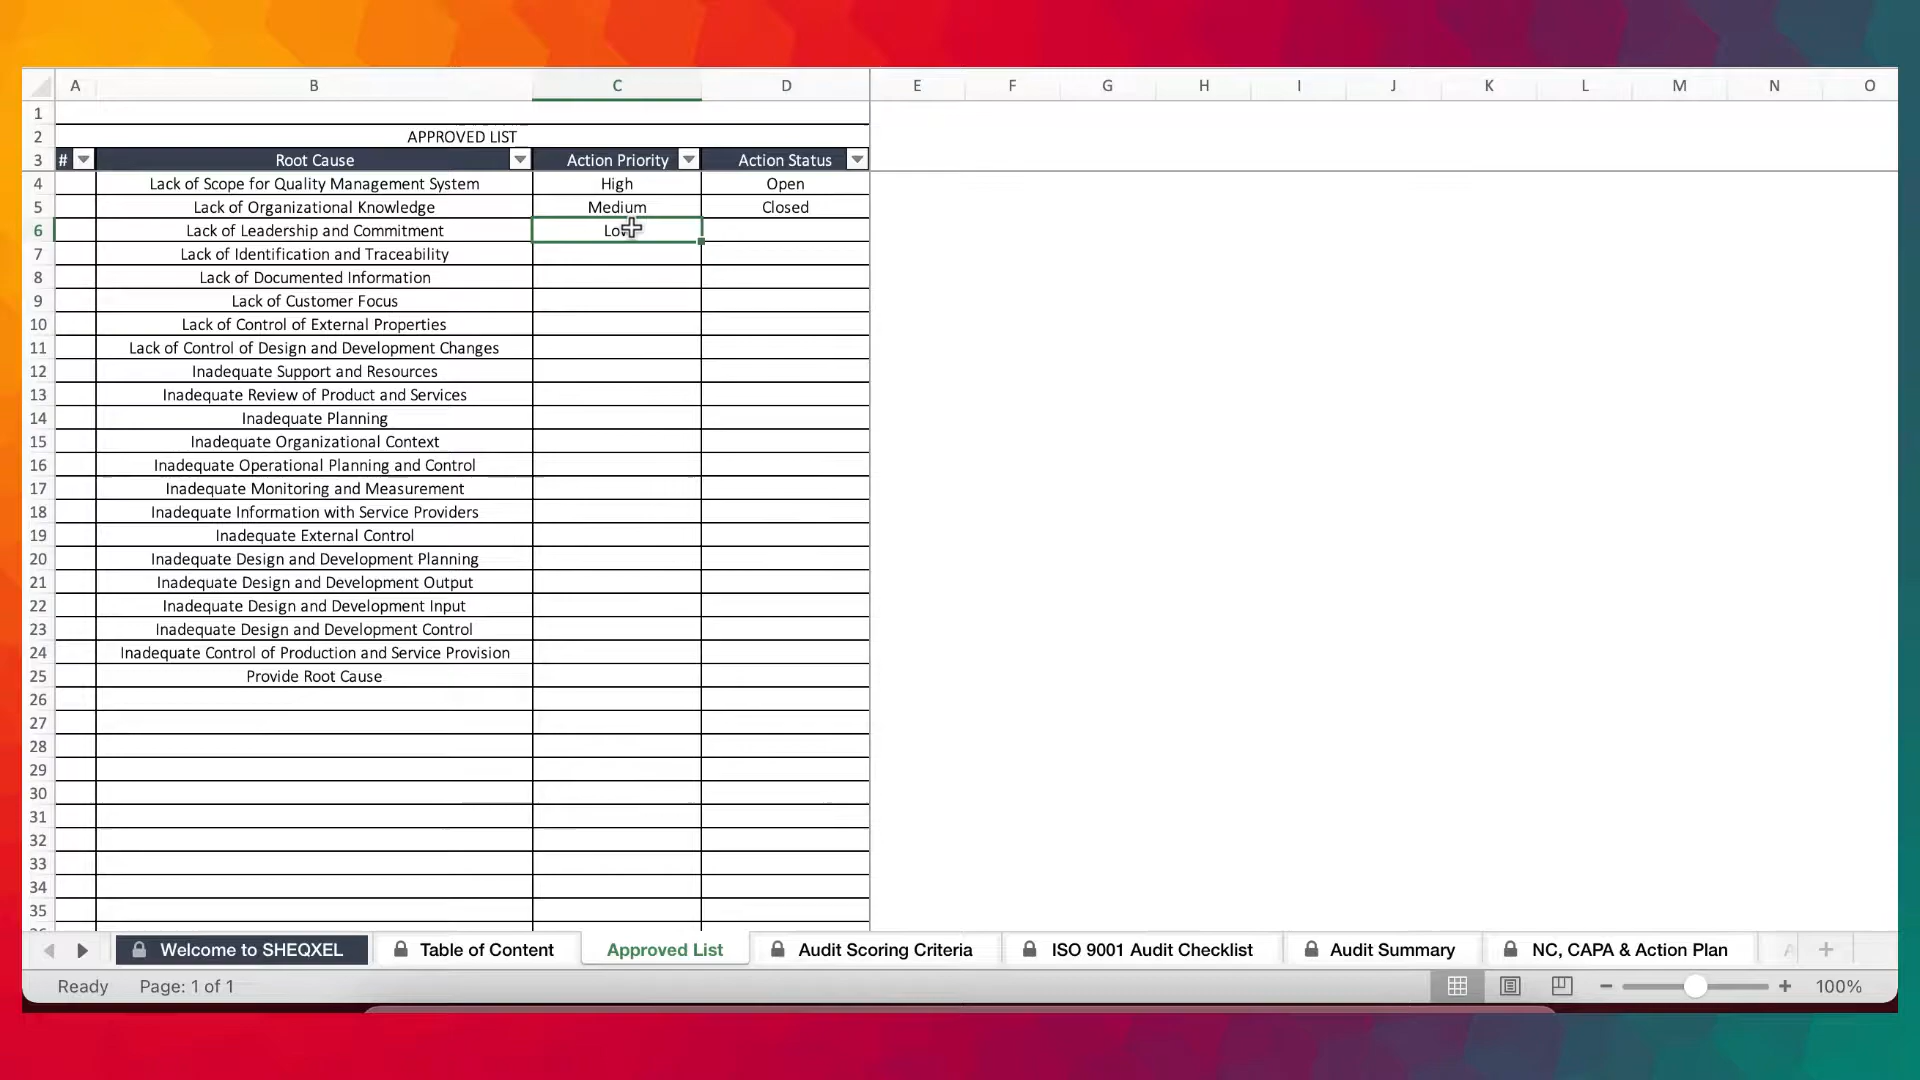 A B C D E F G H I J K L M N O
1
2 APPROVED LIST
3 # Root Cause Action Priority Action Status
4 Lack of Scope for Quality Management System High Open
5 Lack of Organizational Knowledge Medium Closed
6 Lack of Leadership and Commitment
7 Lack of Identification and Traceability
8 Lack of Documented Information
9 Lack of Customer Focus
10 Lack of Control of External Properties
11 Lack of Control of Design and Development Changes
12 Inadequate Support and Resources
13 Inadequate Review of Product and Services
14 Inadequate Planning
15 Inadequate Organizational Context
16 Inadequate Operational Planning and Control
17 Inadequate Monitoring and Measurement
18 Inadequate Information with Service Providers
19 Inadequate External Control
20 Inadequate Design and Development Planning
21 Inadequate Design and Development Output
22 Inadequate Design and Development Input
23 Inadequate Design and Development Control
24 Inadequate Control of Production and Service Provision
25 Provide Root Cause
26
27
28
29
30
31
32
33
34
35
Welcome to SHEQXEL Table of Content Approved List Audit Scoring Criteria ISO 9001 Audit Checklist Audit Summary NC, CAPA & Action Plan
Ready Page: 1 of 1 100%